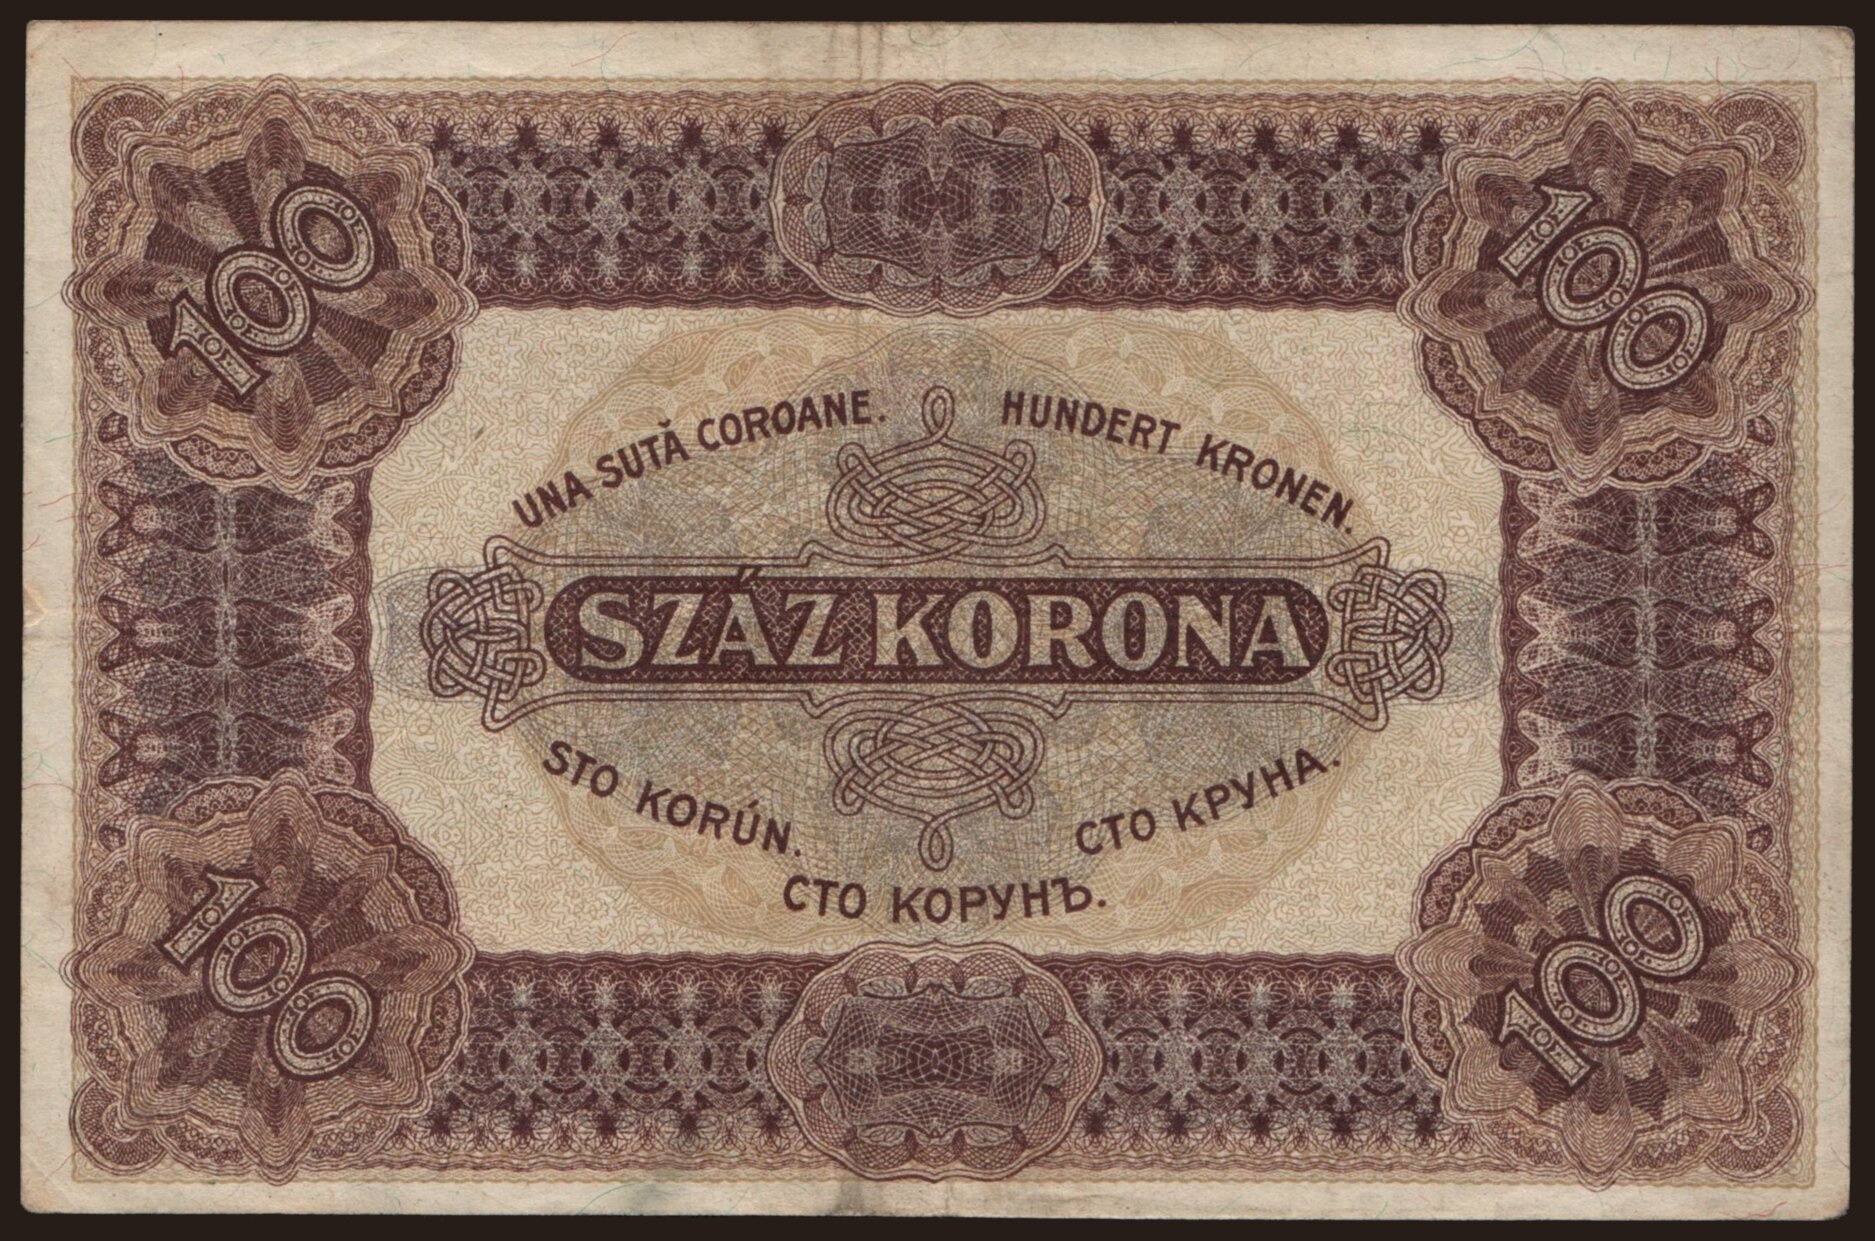 100
100
UNA SUTĂ COROANE.
HUNDERT KRONEN.
SZÁZ KORONA
STO KORÚN.
СТО КРУНА.
СТО КОРУНЪ.
100
100